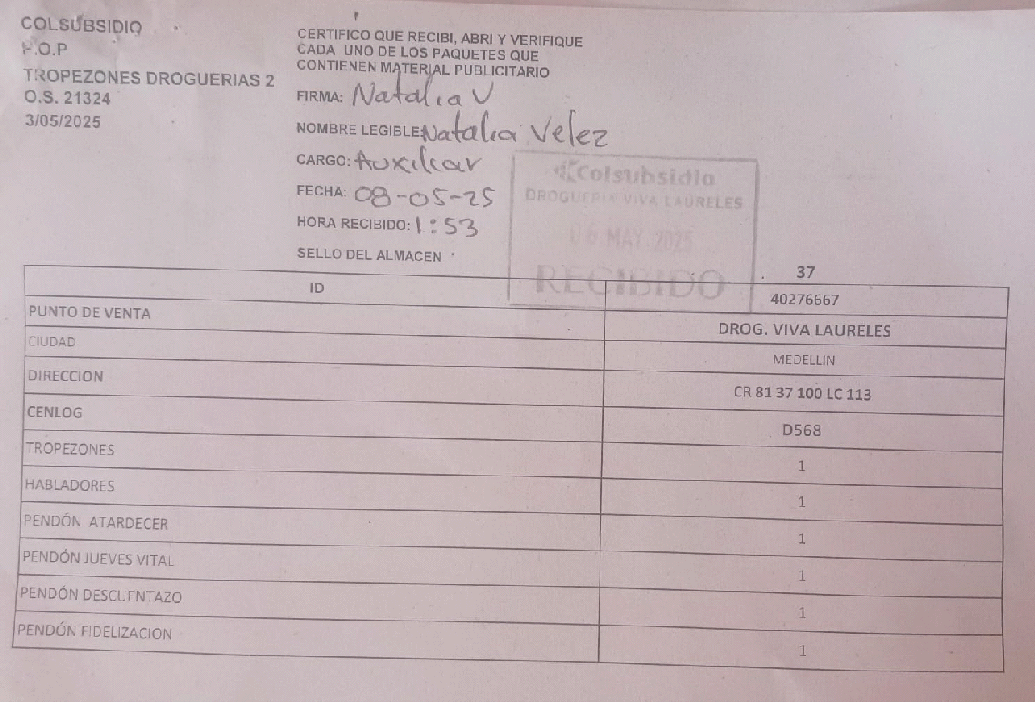 COLSUBSIDIO
P.O.P
TROPEZONES DROGUERIAS 2
O.S. 21324
3/05/2025
CERTIFICO QUE RECIBI, ABRI Y VERIFIQUE
CADA UNO DE LOS PAQUETES QUE
CONTIENEN MATERIAL PUBLICITARIO
FIRMA: Natalia V
NOMBRE LEGIBLE: Natalia Velez
CARGO: Auxiliar
FECHA: 08-05-25
HORA RECIBIDO: 1:53
SELLO DEL ALMACEN
Colsubsidio
DROGUERIA VIVA LAURELES
MAY. 2025
RECIBIDO
37
ID 40276667
PUNTO DE VENTA DROG. VIVA LAURELES
CIUDAD MEDELLIN
DIRECCION CR 81 37 100 LC 113
CENLOG D568
TROPEZONES 1
HABLADORES 1
PENDÓN ATARDECER 1
PENDÓN JUEVES VITAL 1
PENDÓN DESCUENTAZO 1
PENDÓN FIDELIZACION 1